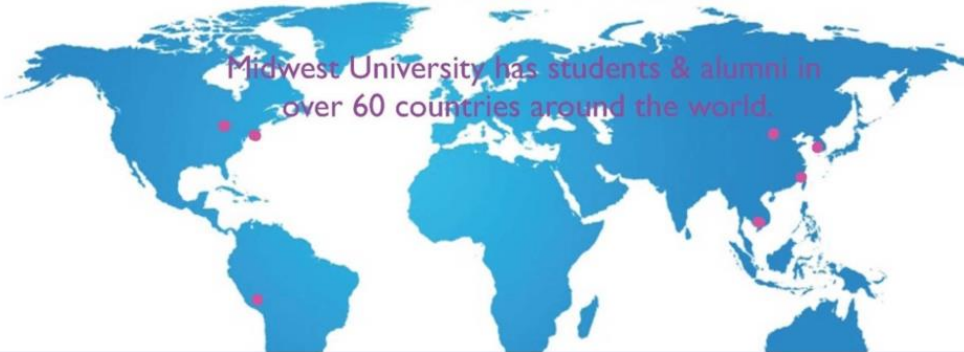 Midwest University has students & alumni in
over 60 countries around the world.